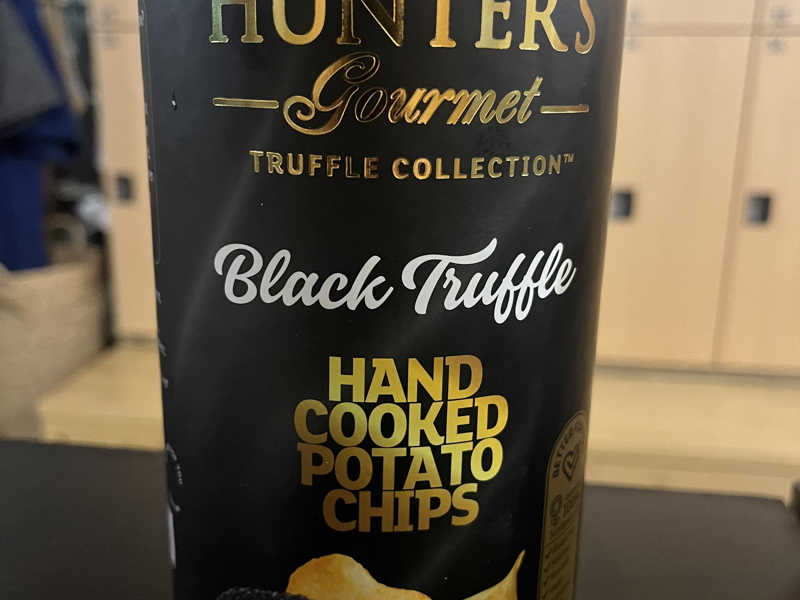 HUNTERS
Gourmet
TRUFFLE COLLECTION™
Black Truffle
HAND
COOKED
POTATO
CHIPS